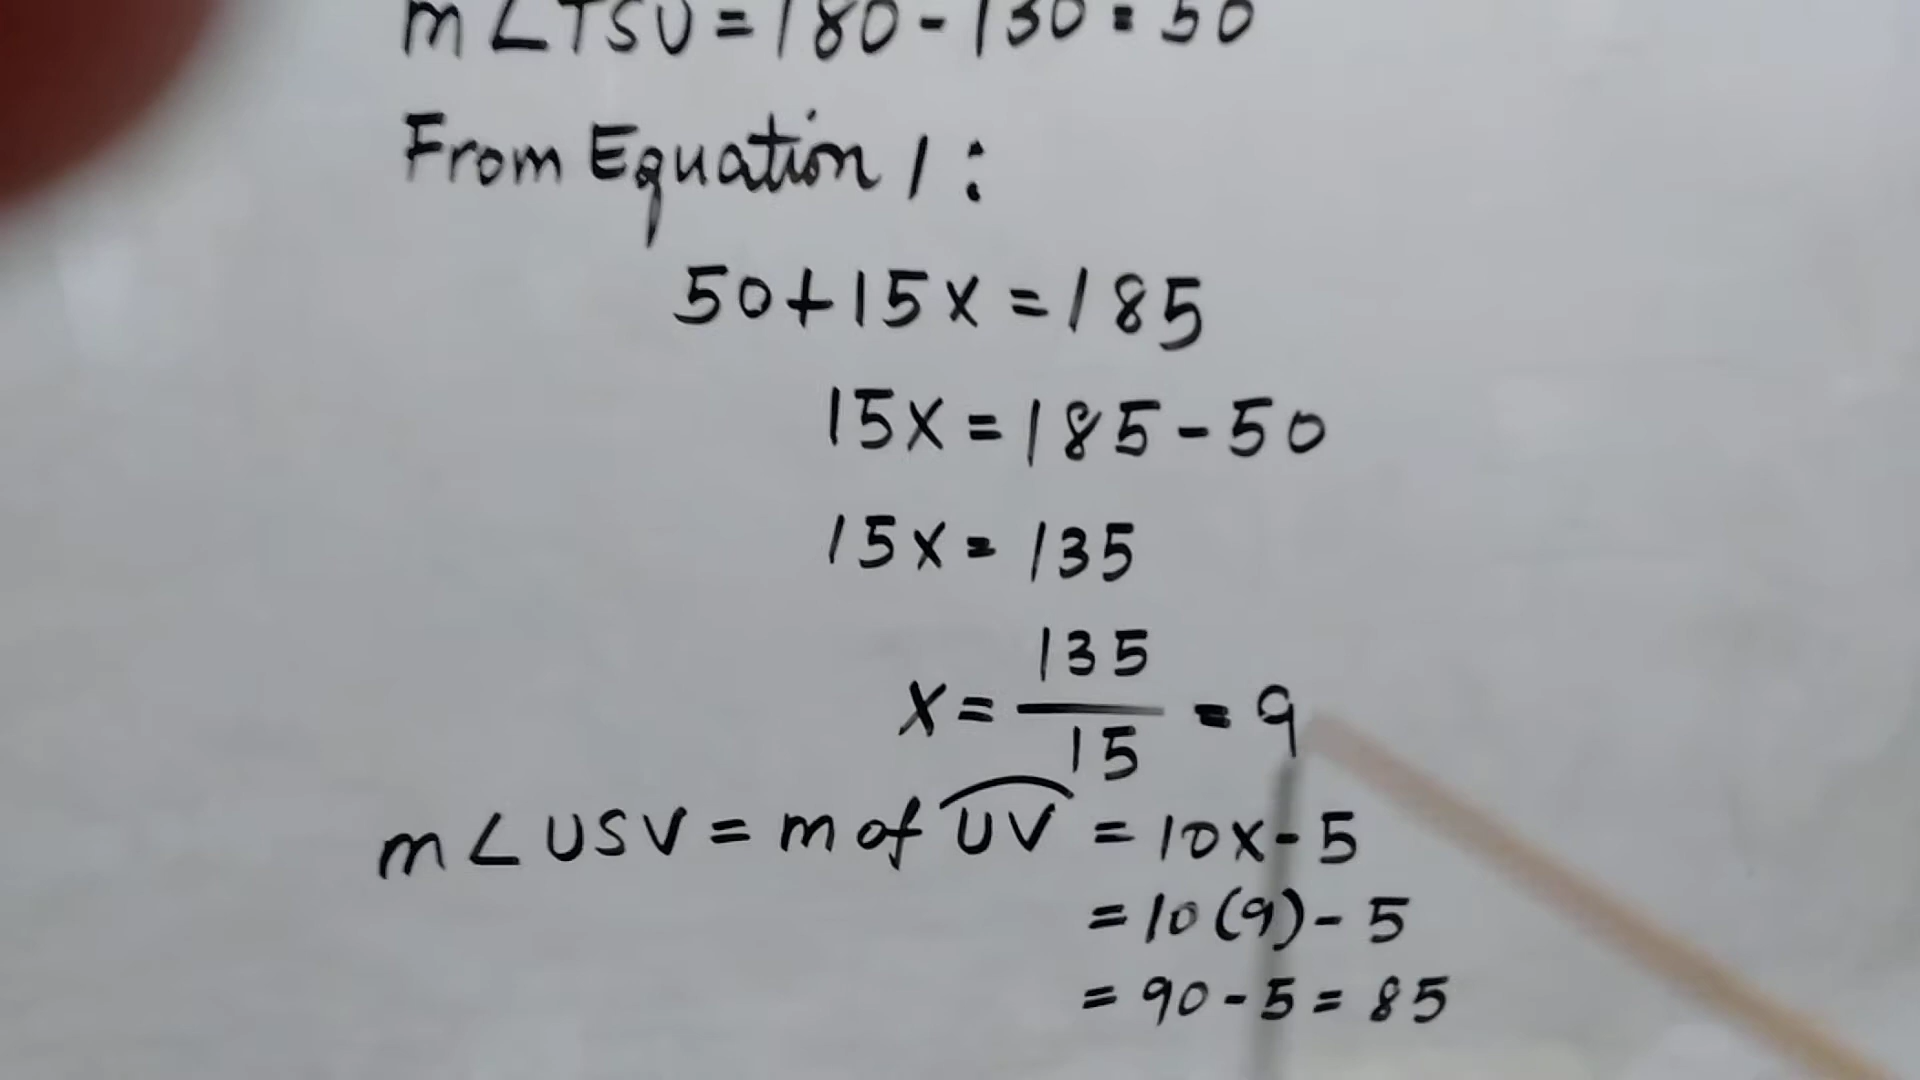 m∠TSU = 180 - 130 = 50
From Equation 1 :
50 + 15x = 185
15x = 185 - 50
15x = 135
x = 135/15 = 9
m∠USV = m of UV = 10x - 5
= 10(9) - 5
= 90 - 5 = 85